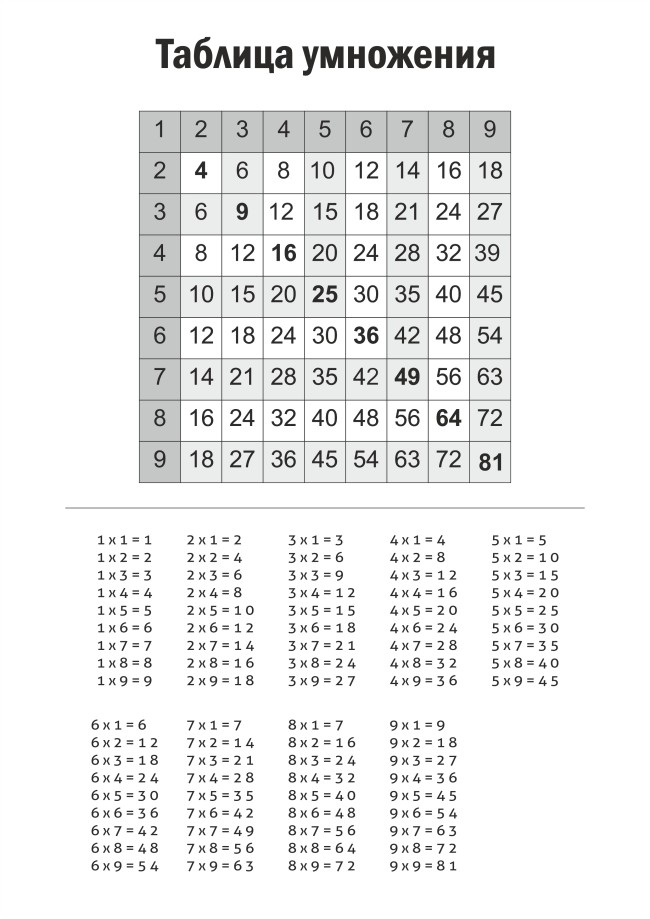 Таблица умножения
1 2 3 4 5 6 7 8 9
2 4 6 8 10 12 14 16 18
3 6 9 12 15 18 21 24 27
4 8 12 16 20 24 28 32 39
5 10 15 20 25 30 35 40 45
6 12 18 24 30 36 42 48 54
7 14 21 28 35 42 49 56 63
8 16 24 32 40 48 56 64 72
9 18 27 36 45 54 63 72 81
1 x 1 = 1 2 x 1 = 2 3 x 1 = 3 4 x 1 = 4 5 x 1 = 5
1 x 2 = 2 2 x 2 = 4 3 x 2 = 6 4 x 2 = 8 5 x 2 = 10
1 x 3 = 3 2 x 3 = 6 3 x 3 = 9 4 x 3 = 12 5 x 3 = 15
1 x 4 = 4 2 x 4 = 8 3 x 4 = 12 4 x 4 = 16 5 x 4 = 20
1 x 5 = 5 2 x 5 = 10 3 x 5 = 15 4 x 5 = 20 5 x 5 = 25
1 x 6 = 6 2 x 6 = 12 3 x 6 = 18 4 x 6 = 24 5 x 6 = 30
1 x 7 = 7 2 x 7 = 14 3 x 7 = 21 4 x 7 = 28 5 x 7 = 35
1 x 8 = 8 2 x 8 = 16 3 x 8 = 24 4 x 8 = 32 5 x 8 = 40
1 x 9 = 9 2 x 9 = 18 3 x 9 = 27 4 x 9 = 36 5 x 9 = 45
6 x 1 = 6 7 x 1 = 7 8 x 1 = 7 9 x 1 = 9
6 x 2 = 12 7 x 2 = 14 8 x 2 = 16 9 x 2 = 18
6 x 3 = 18 7 x 3 = 21 8 x 3 = 24 9 x 3 = 27
6 x 4 = 24 7 x 4 = 28 8 x 4 = 32 9 x 4 = 36
6 x 5 = 30 7 x 5 = 35 8 x 5 = 40 9 x 5 = 45
6 x 6 = 36 7 x 6 = 42 8 x 6 = 48 9 x 6 = 54
6 x 7 = 42 7 x 7 = 49 8 x 7 = 56 9 x 7 = 63
6 x 8 = 48 7 x 8 = 56 8 x 8 = 64 9 x 8 = 72
6 x 9 = 54 7 x 9 = 63 8 x 9 = 72 9 x 9 = 81